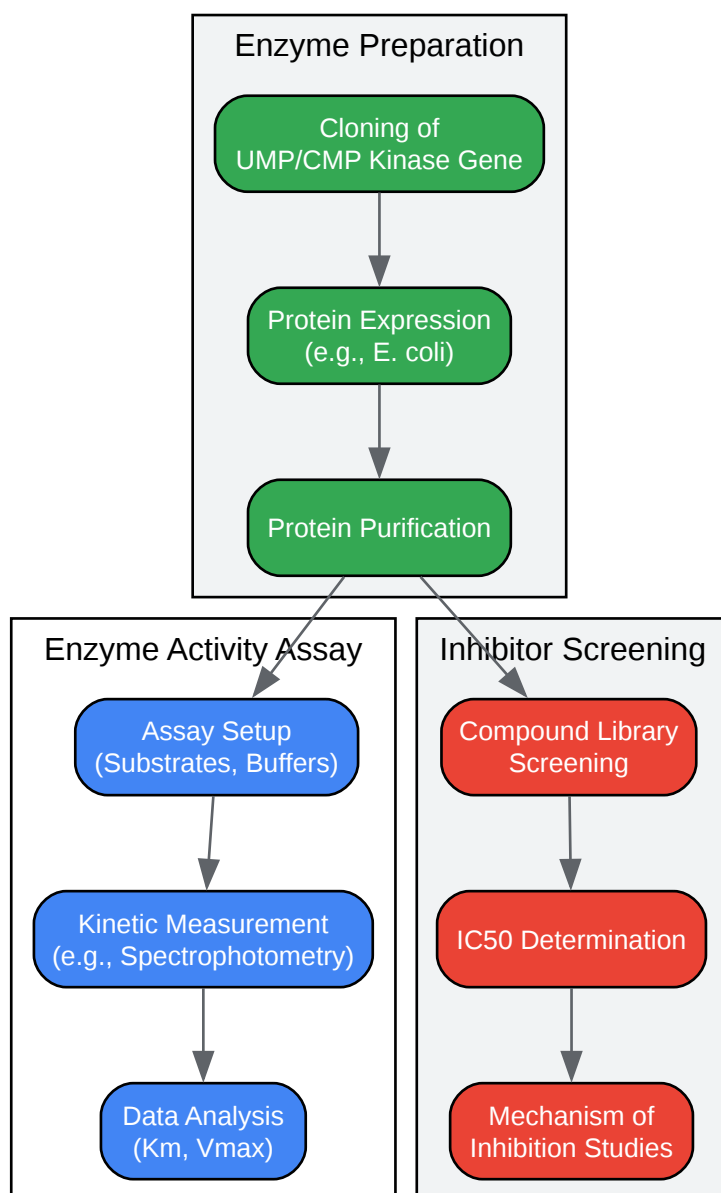 Enzyme Preparation
Cloning of
UMP/CMP Kinase Gene
Protein Expression
(e.g., E. coli)
Protein Purification
Enzyme Activity Assay
Assay Setup
(Substrates, Buffers)
Kinetic Measurement
(e.g., Spectrophotometry)
Data Analysis
(Km, Vmax)
Inhibitor Screening
Compound Library
Screening
IC50 Determination
Mechanism of
Inhibition Studies